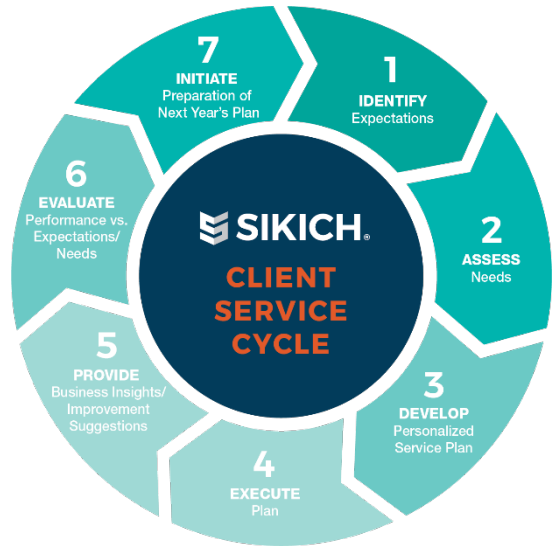 SIKICH®
CLIENT
SERVICE
CYCLE
1
IDENTIFY
Expectations
2
ASSESS
Needs
3
DEVELOP
Personalized
Service Plan
4
EXECUTE
Plan
5
PROVIDE
Business Insights/
Improvement
Suggestions
6
EVALUATE
Performance vs.
Expectations/
Needs
7
INITIATE
Preparation of
Next Year's Plan